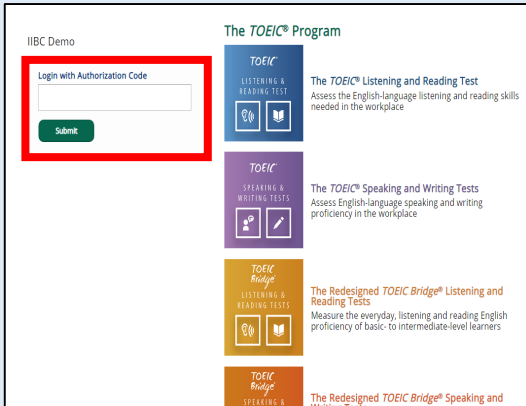 IIBC Demo
Login with Authorization Code
Submit
The TOEIC® Program
TOEIC®
LISTENING &
READING TEST
The TOEIC® Listening and Reading Test
Assess the English-language listening and reading skills
needed in the workplace
TOEIC®
SPEAKING &
WRITING TESTS
The TOEIC® Speaking and Writing Tests
Assess English-language speaking and writing
proficiency in the workplace
TOEIC
Bridge®
LISTENING &
READING TESTS
The Redesigned TOEIC Bridge® Listening and
Reading Tests
Measure the everyday, listening and reading English
proficiency of basic- to intermediate-level learners
TOEIC
Bridge®
SPEAKING &
The Redesigned TOEIC Bridge® Speaking and
Writing Tests